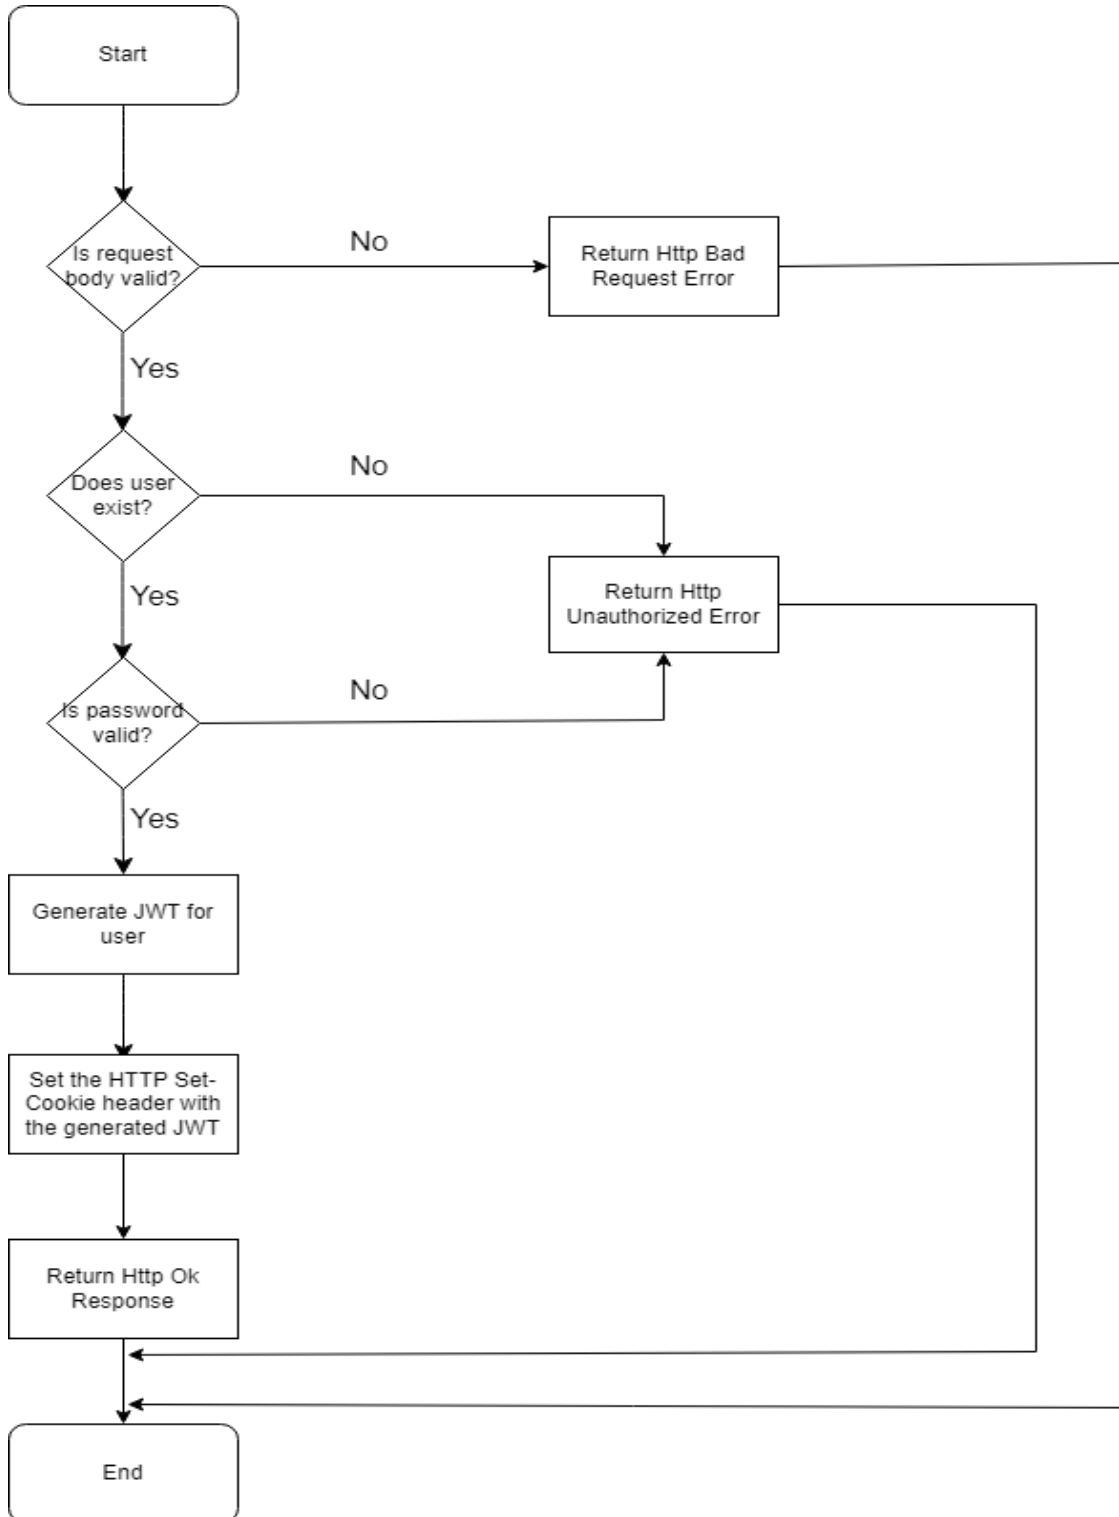 Start
Is request
body valid?
No
Return Http Bad
Request Error
Yes
Does user
exist?
No
Return Http
Unauthorized Error
Yes
Is password
valid?
No
Yes
Generate JWT for
user
Set the HTTP Set-
Cookie header with
the generated JWT
Return Http Ok
Response
End